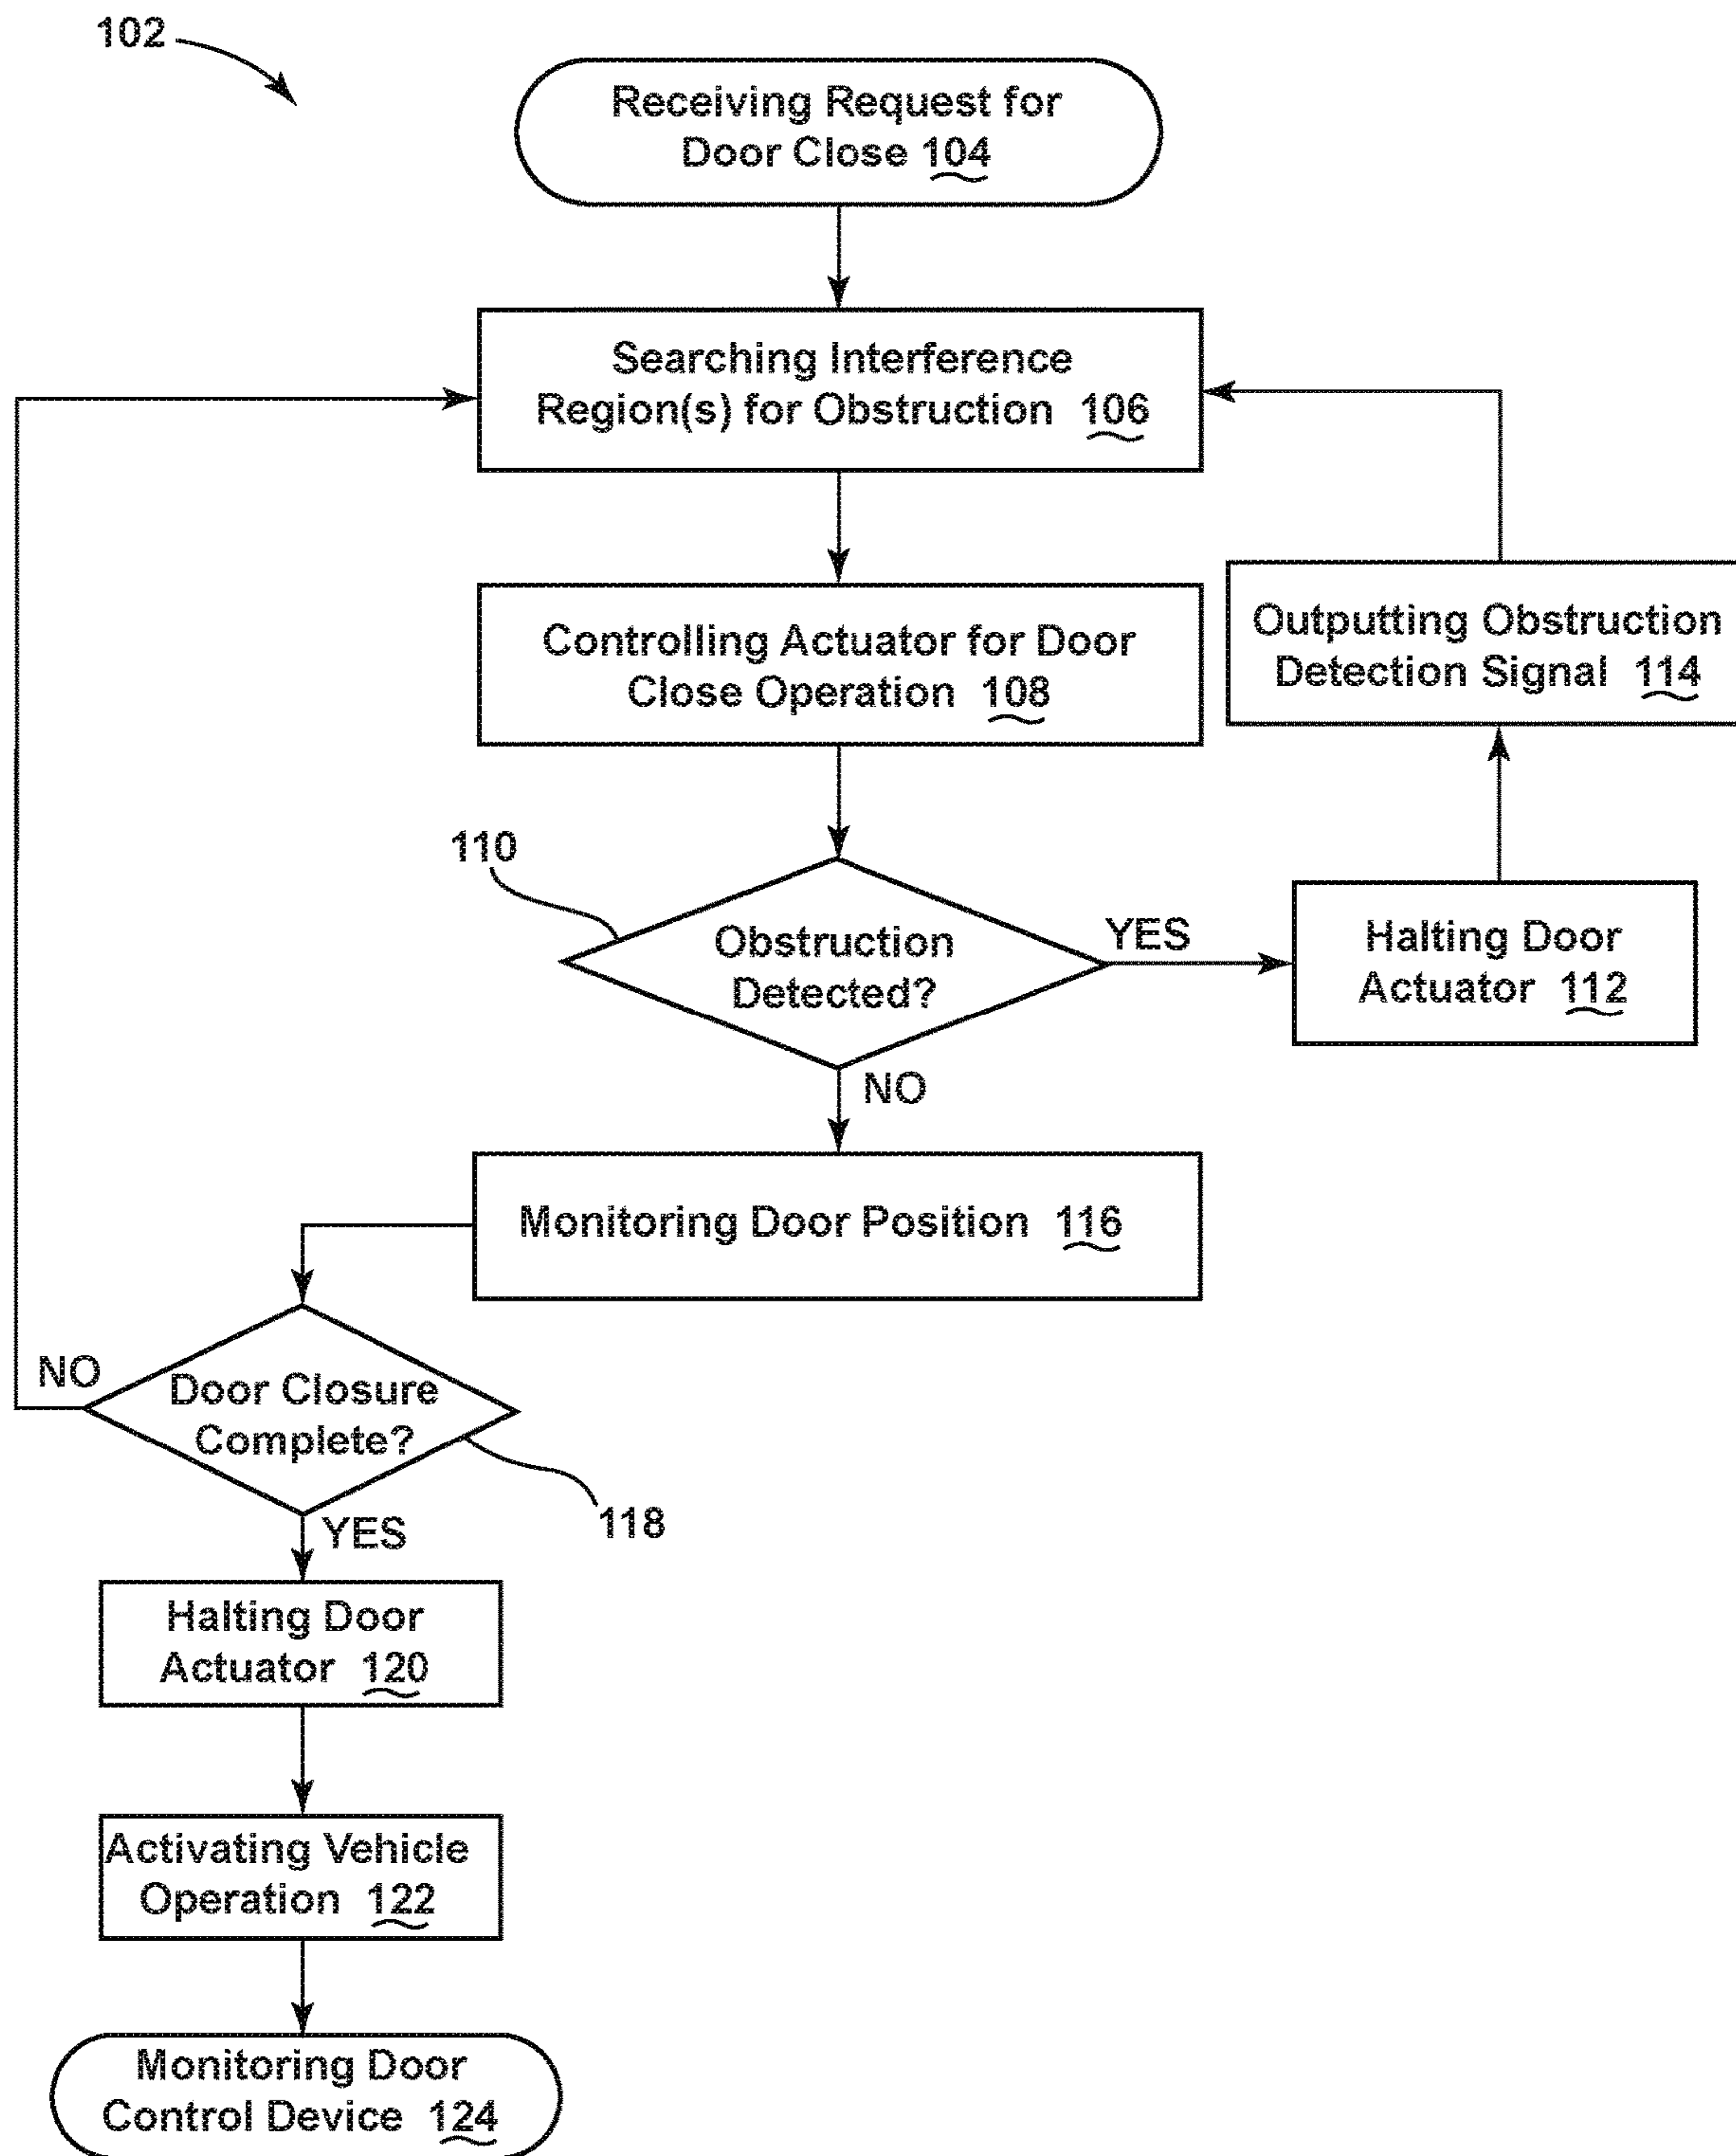 102
Receiving Request for
Door Close 104
Searching Interference
Region(s) for Obstruction 106
Controlling Actuator for Door
Close Operation 108
Outputting Obstruction
Detection Signal 114
110
Obstruction
Detected?
YES
Halting Door
Actuator 112
NO
Monitoring Door Position 116
NO
Door Closure
Complete?
118
YES
Halting Door
Actuator 120
Activating Vehicle
Operation 122
Monitoring Door
Control Device 124